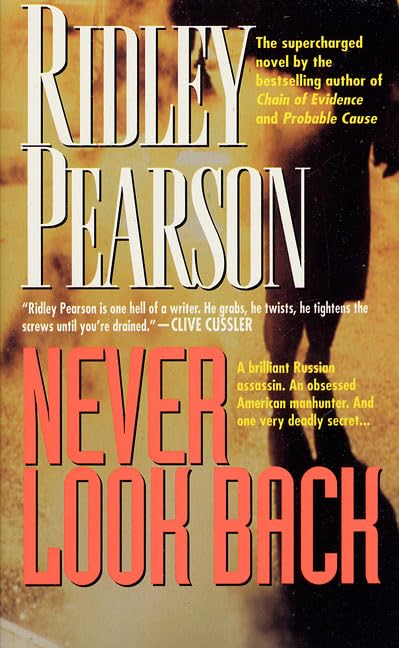 RIDLEY
PEARSON
The supercharged
novel by the
bestselling author of
Chain of Evidence
and Probable Cause
"Ridley Pearson is one hell of a writer. He grabs, he twists, he tightens the
screws until you're drained." —CLIVE CUSSLER
NEVER
LOOK BACK
A brilliant Russian
assassin. An obsessed
American manhunter. And
one very deadly secret...